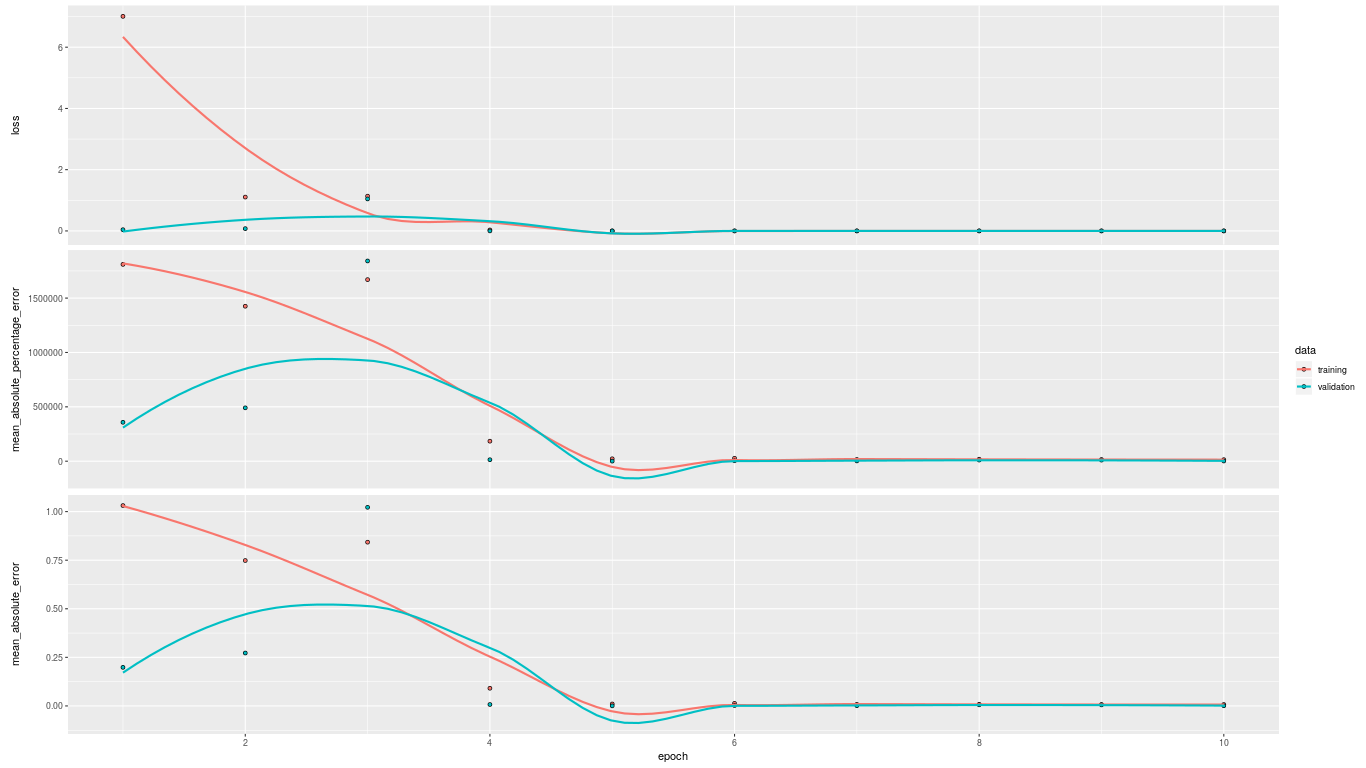 loss
6
4
2
0
mean_absolute_percentage_error
1500000
1000000
500000
0
mean_absolute_error
1.00
0.75
0.50
0.25
0.00
2
4
6
8
10
epoch
data
training
validation